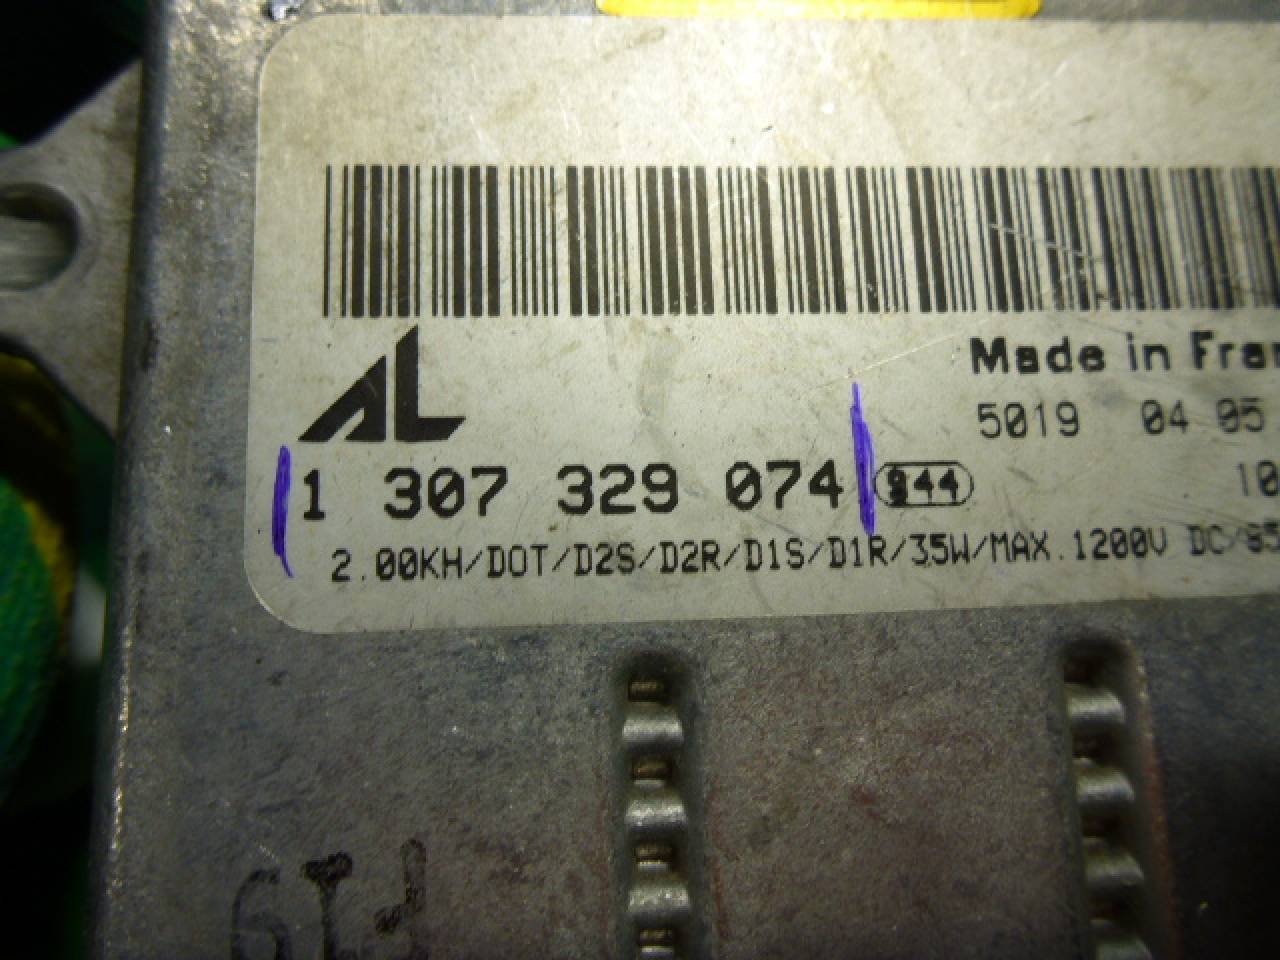 AL
Made in Fra
5019 04 05
1 307 329 074 944
10
2.00KH/DOT/D2S/D2R/D1S/D1R/35W/MAX.1200V DC/85